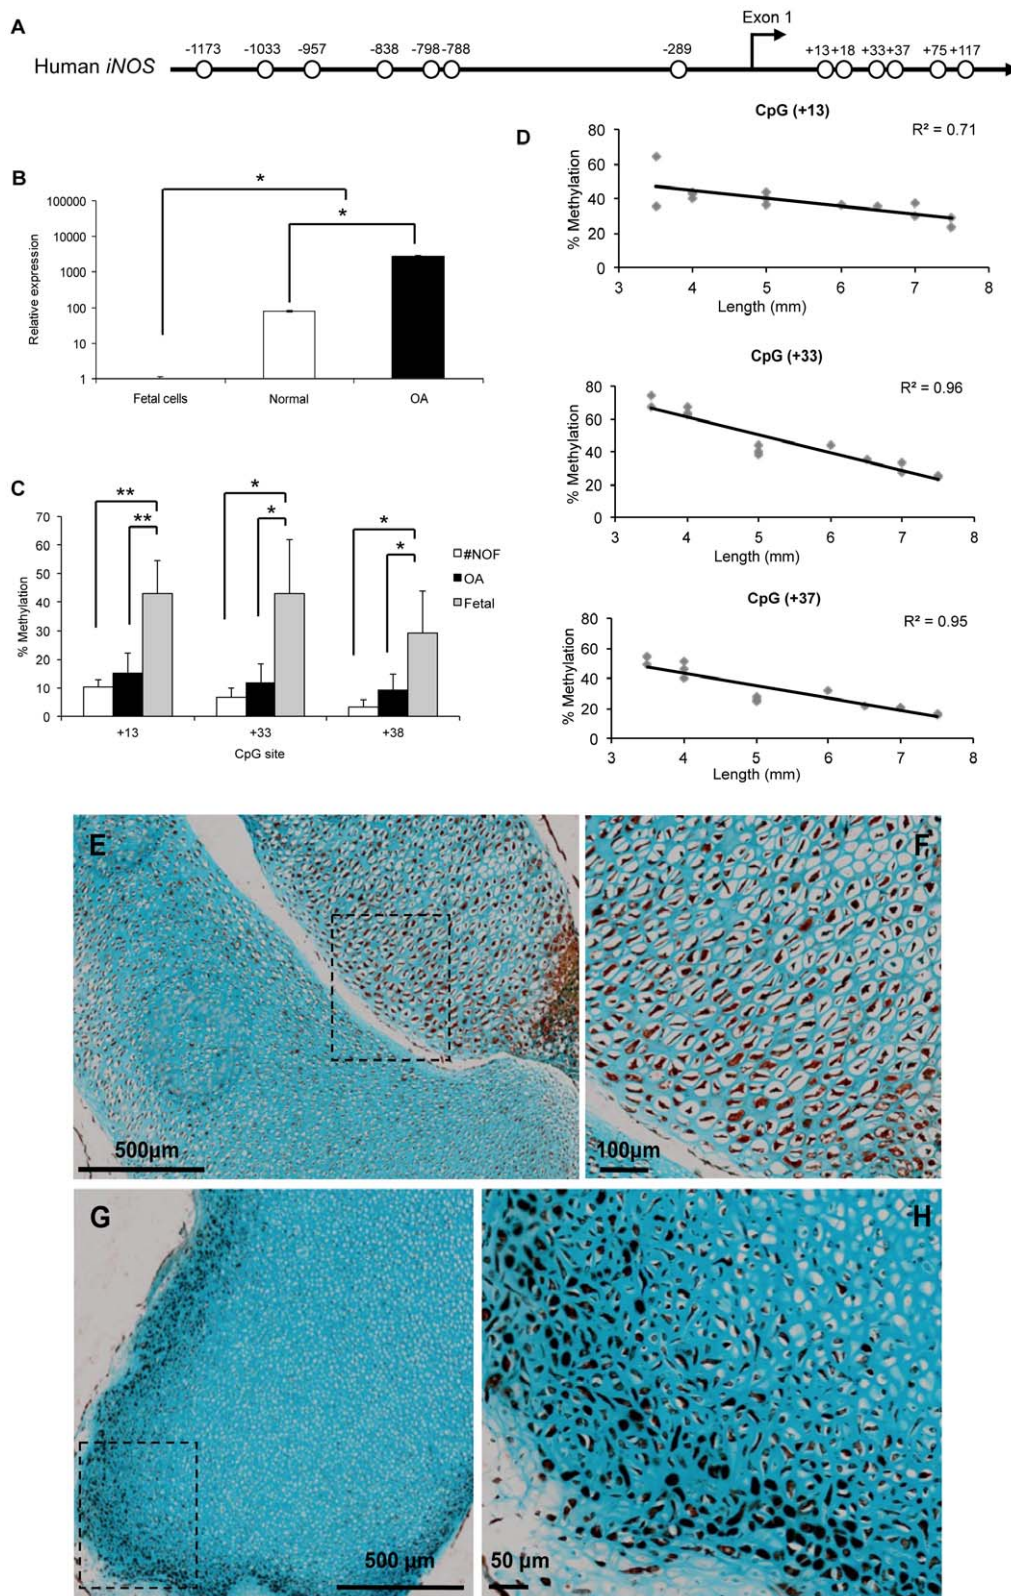 A
Human iNOS
-1173 -1033 -957 -838 -798 -788 -289 Exon 1 +13 +18 +33 +37 +75 +117
B
*
*
Relative expression
100000
10000
1000
100
10
1
Fetal cells Normal OA
C
** ** * * * *
% Methylation
70
60
50
40
30
20
10
0
+13 +33 +38
CpG site
#NOF
OA
Fetal
D
CpG (+13)
R² = 0.71
% Methylation
80
60
40
20
0
3 4 5 6 7 8
Length (mm)
CpG (+33)
R² = 0.96
% Methylation
80
60
40
20
0
3 4 5 6 7 8
Length (mm)
CpG (+37)
R² = 0.95
% Methylation
80
60
40
20
0
3 4 5 6 7 8
Length (mm)
E
500µm
F
100µm
G
500 µm
H
50 µm